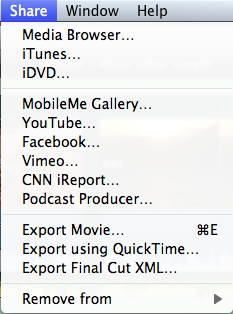 Share Window Help
Media Browser...
iTunes...
iDVD...
MobileMe Gallery...
YouTube...
Facebook...
Vimeo...
CNN iReport...
Podcast Producer...
Export Movie... ⌘E
Export using QuickTime...
Export Final Cut XML...
Remove from